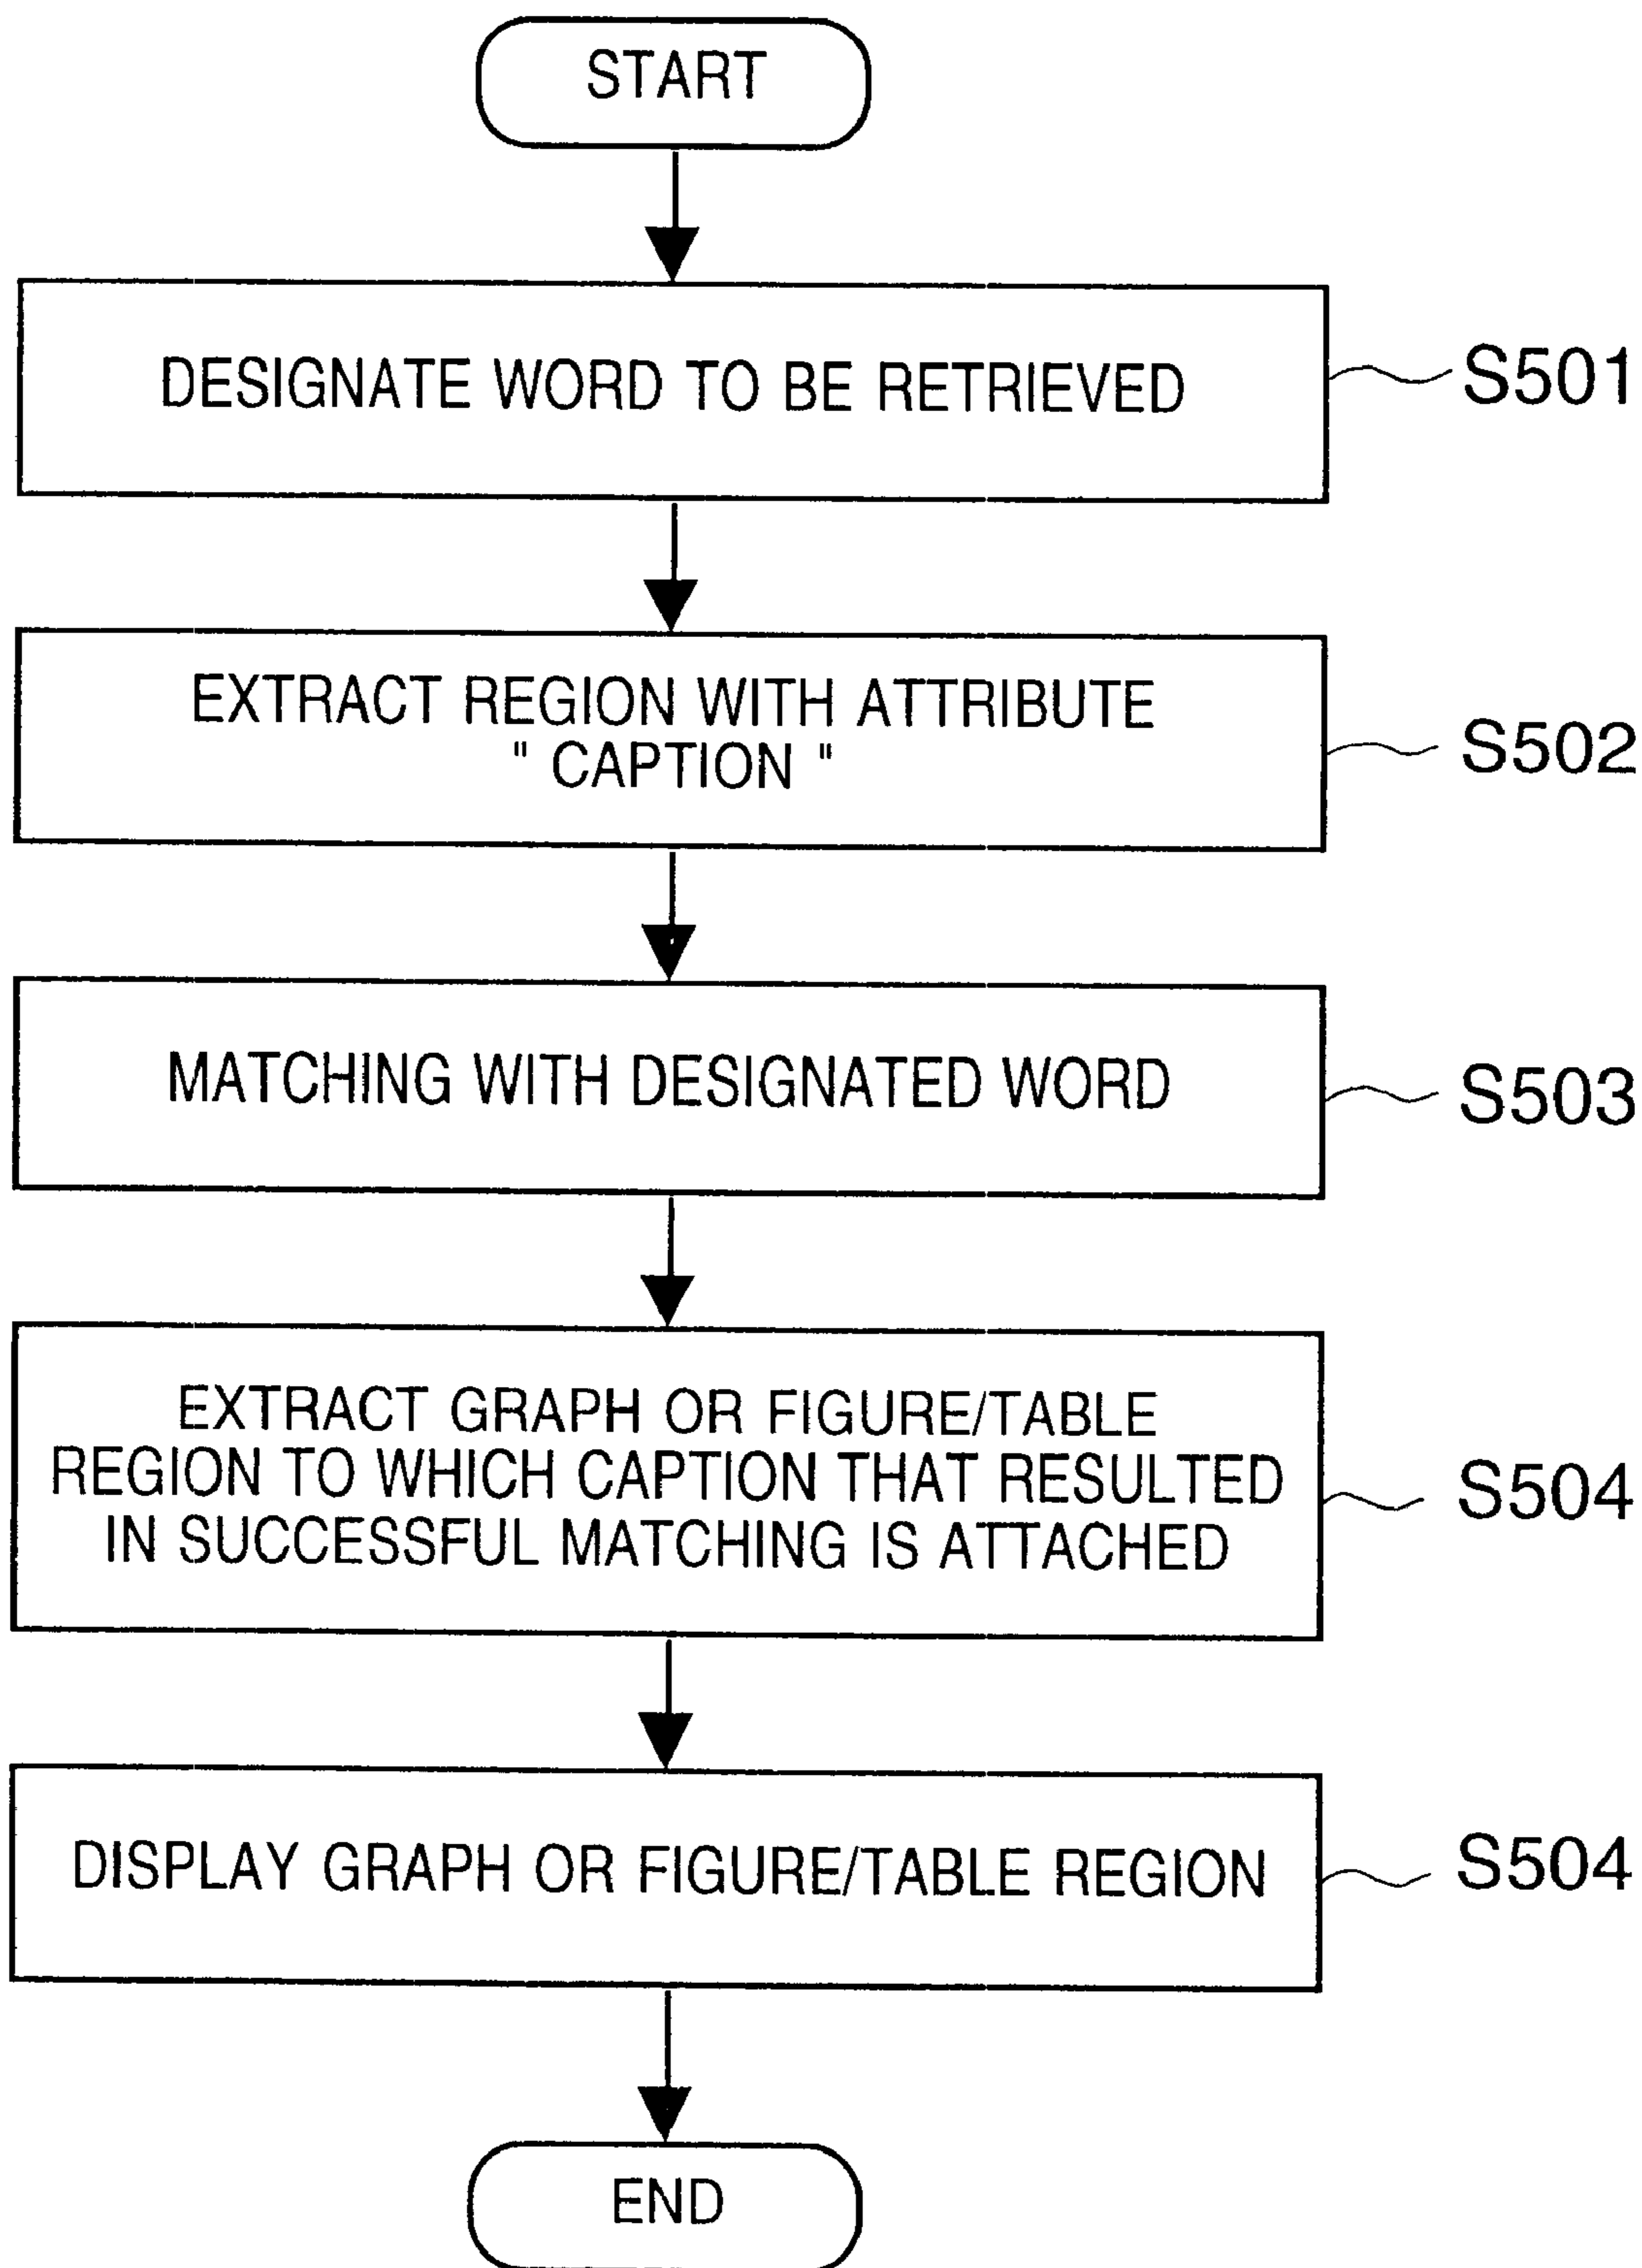 START
DESIGNATE WORD TO BE RETRIEVED
S501
EXTRACT REGION WITH ATTRIBUTE
" CAPTION "
S502
MATCHING WITH DESIGNATED WORD
S503
EXTRACT GRAPH OR FIGURE/TABLE
REGION TO WHICH CAPTION THAT RESULTED
IN SUCCESSFUL MATCHING IS ATTACHED
S504
DISPLAY GRAPH OR FIGURE/TABLE REGION
S504
END